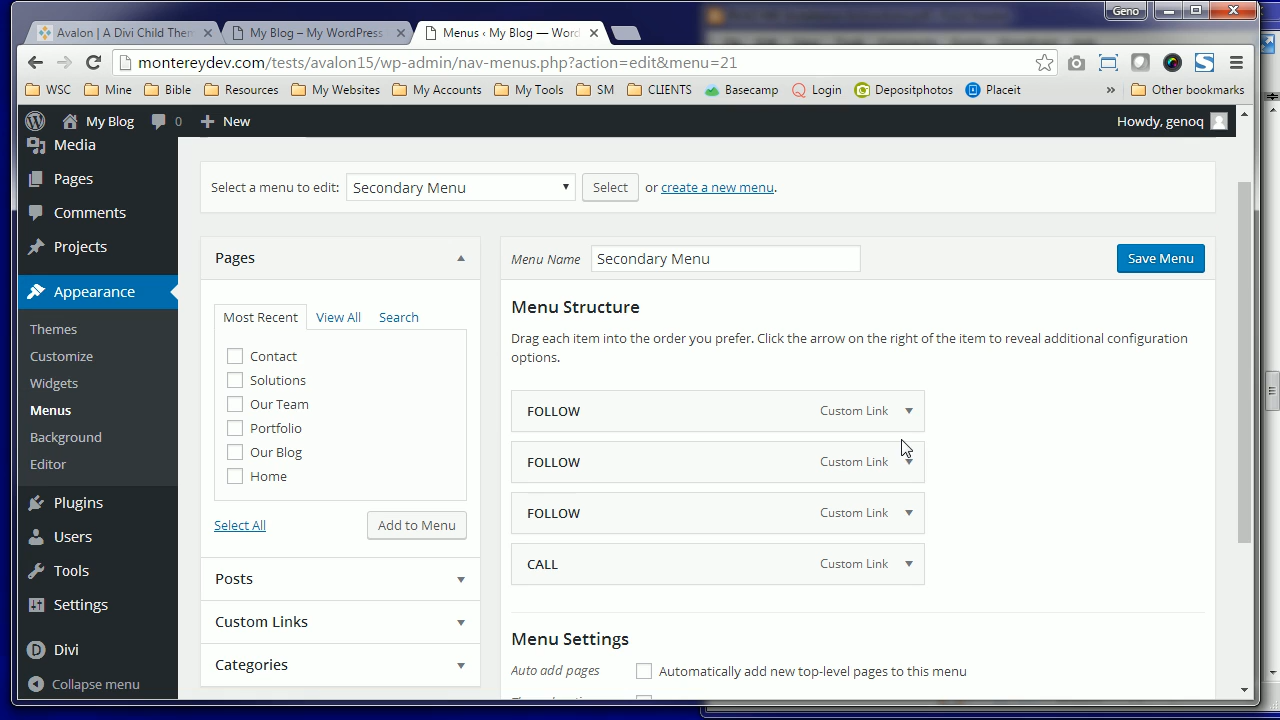 Geno
Avalon | A Divi Child Then
My Blog – My WordPress
Menus ‹ My Blog — Word
montereydev.com/tests/avalon15/wp-admin/nav-menus.php?action=edit&menu=21
WSC
Mine
Bible
Resources
My Websites
My Accounts
My Tools
SM
CLIENTS
Basecamp
Login
Depositphotos
Placeit
»
Other bookmarks
My Blog
0
New
Howdy, genoq
Media
Pages
Comments
Projects
Appearance
Themes
Customize
Widgets
Menus
Background
Editor
Plugins
Users
Tools
Settings
Divi
Collapse menu
Select a menu to edit:
Secondary Menu
Select
or create a new menu.
Pages
Most Recent
View All
Search
Contact
Solutions
Our Team
Portfolio
Our Blog
Home
Select All
Add to Menu
Posts
Custom Links
Categories
Menu Name
Secondary Menu
Save Menu
Menu Structure
Drag each item into the order you prefer. Click the arrow on the right of the item to reveal additional configuration
options.
FOLLOW
Custom Link
FOLLOW
Custom Link
FOLLOW
Custom Link
CALL
Custom Link
Menu Settings
Auto add pages
Automatically add new top-level pages to this menu